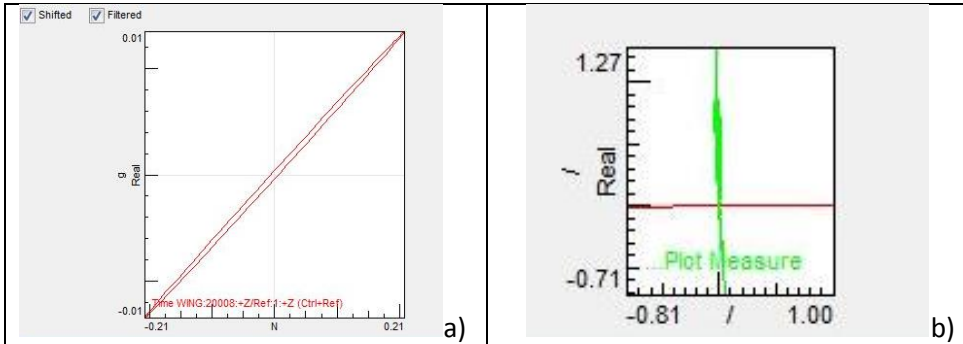 Shifted Filtered
0.01
g
Real
-0.01
Time WING:20008:+Z/Ref:1:+Z (Ctrl+Ref)
-0.21 N 0.21
a)
1.27
/
Real
-0.71
Plot Measure
-0.81 / 1.00
b)